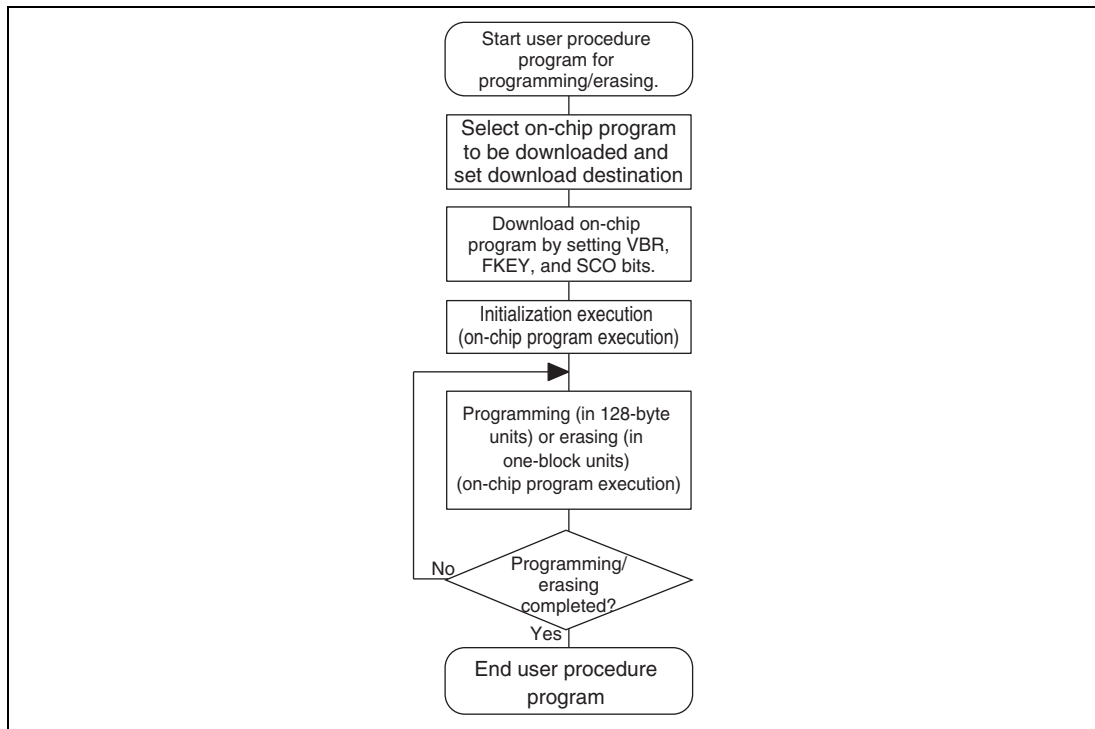 Start user procedure
program for
programming/erasing.
Select on-chip program
to be downloaded and
set download destination
Download on-chip
program by setting VBR,
FKEY, and SCO bits.
Initialization execution
(on-chip program execution)
Programming (in 128-byte
units) or erasing (in
one-block units)
(on-chip program execution)
No
Programming/
erasing
completed?
Yes
End user procedure
program